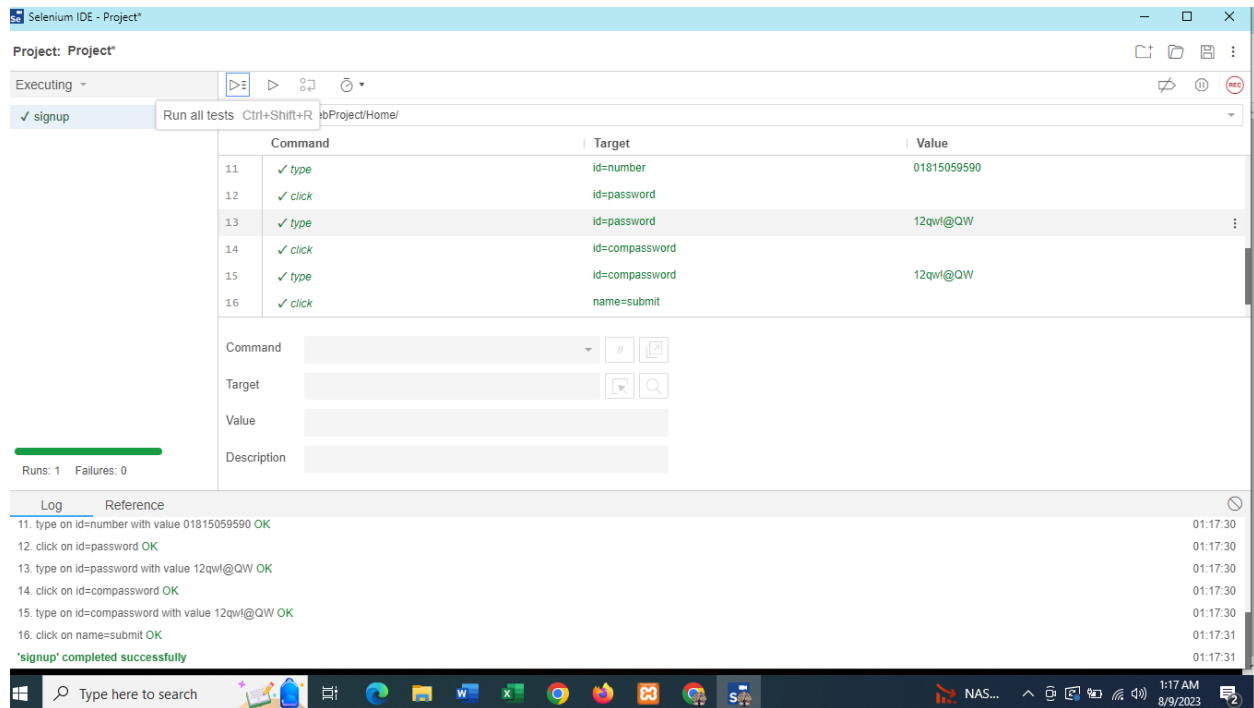 Se Selenium IDE - Project*
Project: Project*
Executing
REC
✓ signup
Run all tests Ctrl+Shift+R
ebProject/Home/
Command Target Value
11 ✓ type id=number 01815059590
12 ✓ click id=password
13 ✓ type id=password 12qw!@QW
14 ✓ click id=compassword
15 ✓ type id=compassword 12qw!@QW
16 ✓ click name=submit
Command //
Target
Value
Description
Runs: 1 Failures: 0
Log Reference
11. type on id=number with value 01815059590 OK 01:17:30
12. click on id=password OK 01:17:30
13. type on id=password with value 12qw!@QW OK 01:17:30
14. click on id=compassword OK 01:17:30
15. type on id=compassword with value 12qw!@QW OK 01:17:30
16. click on name=submit OK 01:17:31
'signup' completed successfully 01:17:31
Type here to search NAS... 1:17 AM
8/9/2023 2